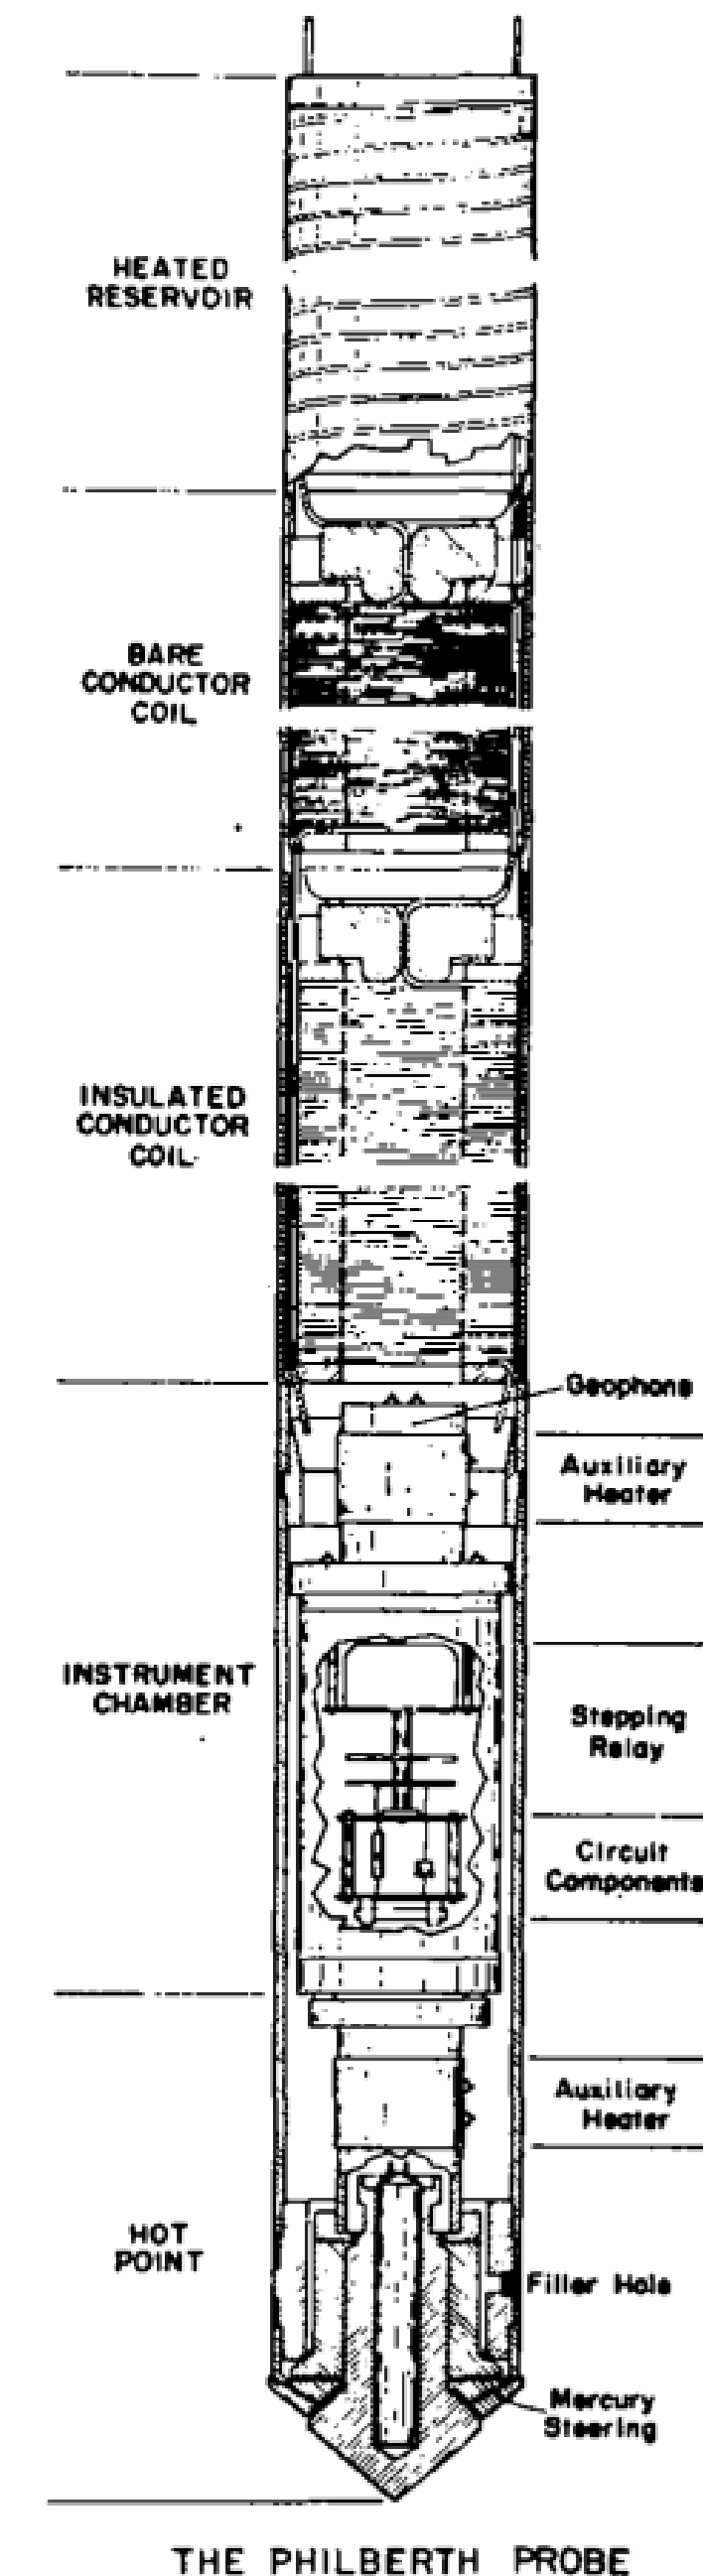 HEATED
RESERVOIR
BARE
CONDUCTOR
COIL
INSULATED
CONDUCTOR
COIL
Geophone
Auxiliary
Heater
INSTRUMENT
CHAMBER
Stepping
Relay
Circuit
Components
Auxiliary
Heater
HOT
POINT
Filler Hole
Mercury
Steering
THE PHILBERTH PROBE